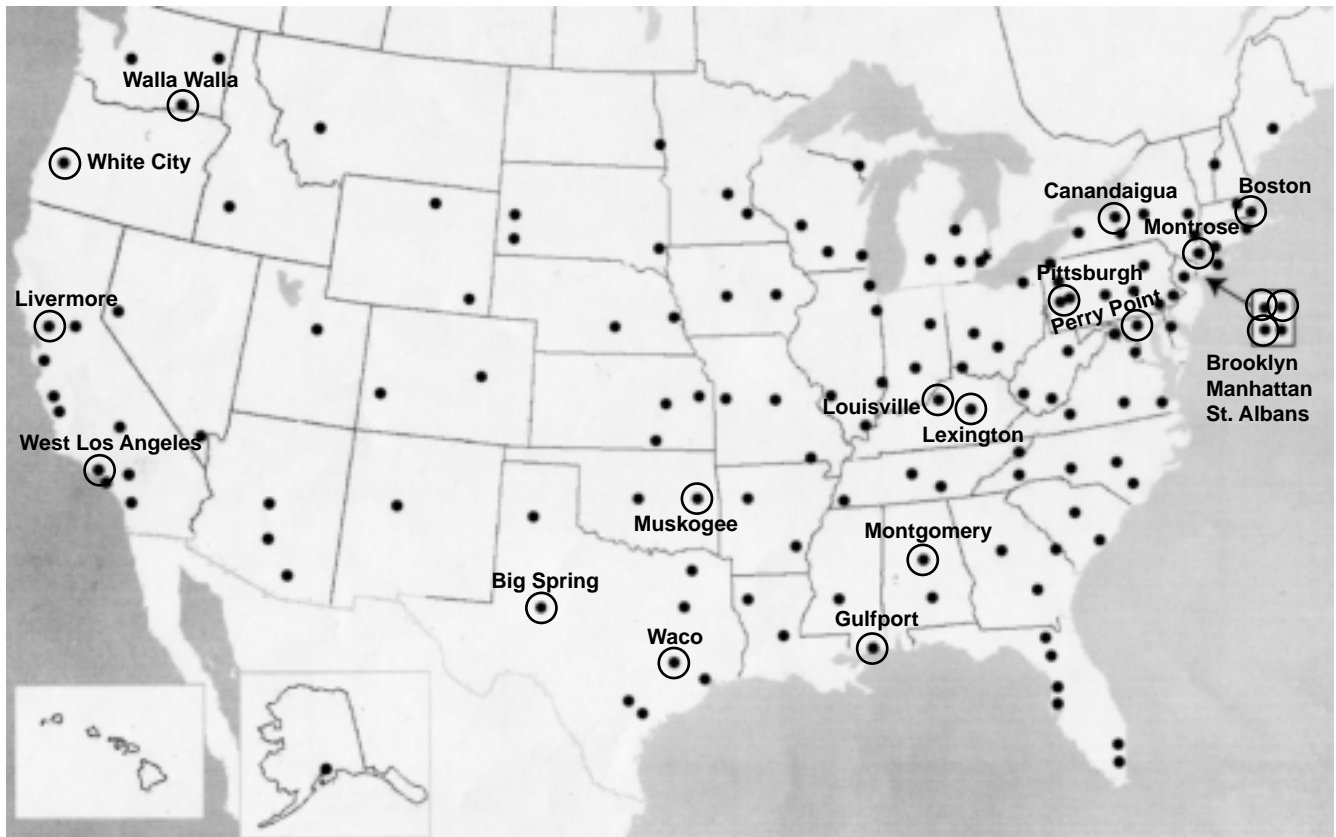 Walla Walla
White City
Canandaigua
Boston
Montrose
Pittsburgh
Livermore
Perry Point
Brooklyn
Manhattan
St. Albans
Louisville
Lexington
West Los Angeles
Muskogee
Montgomery
Big Spring
Gulfport
Waco